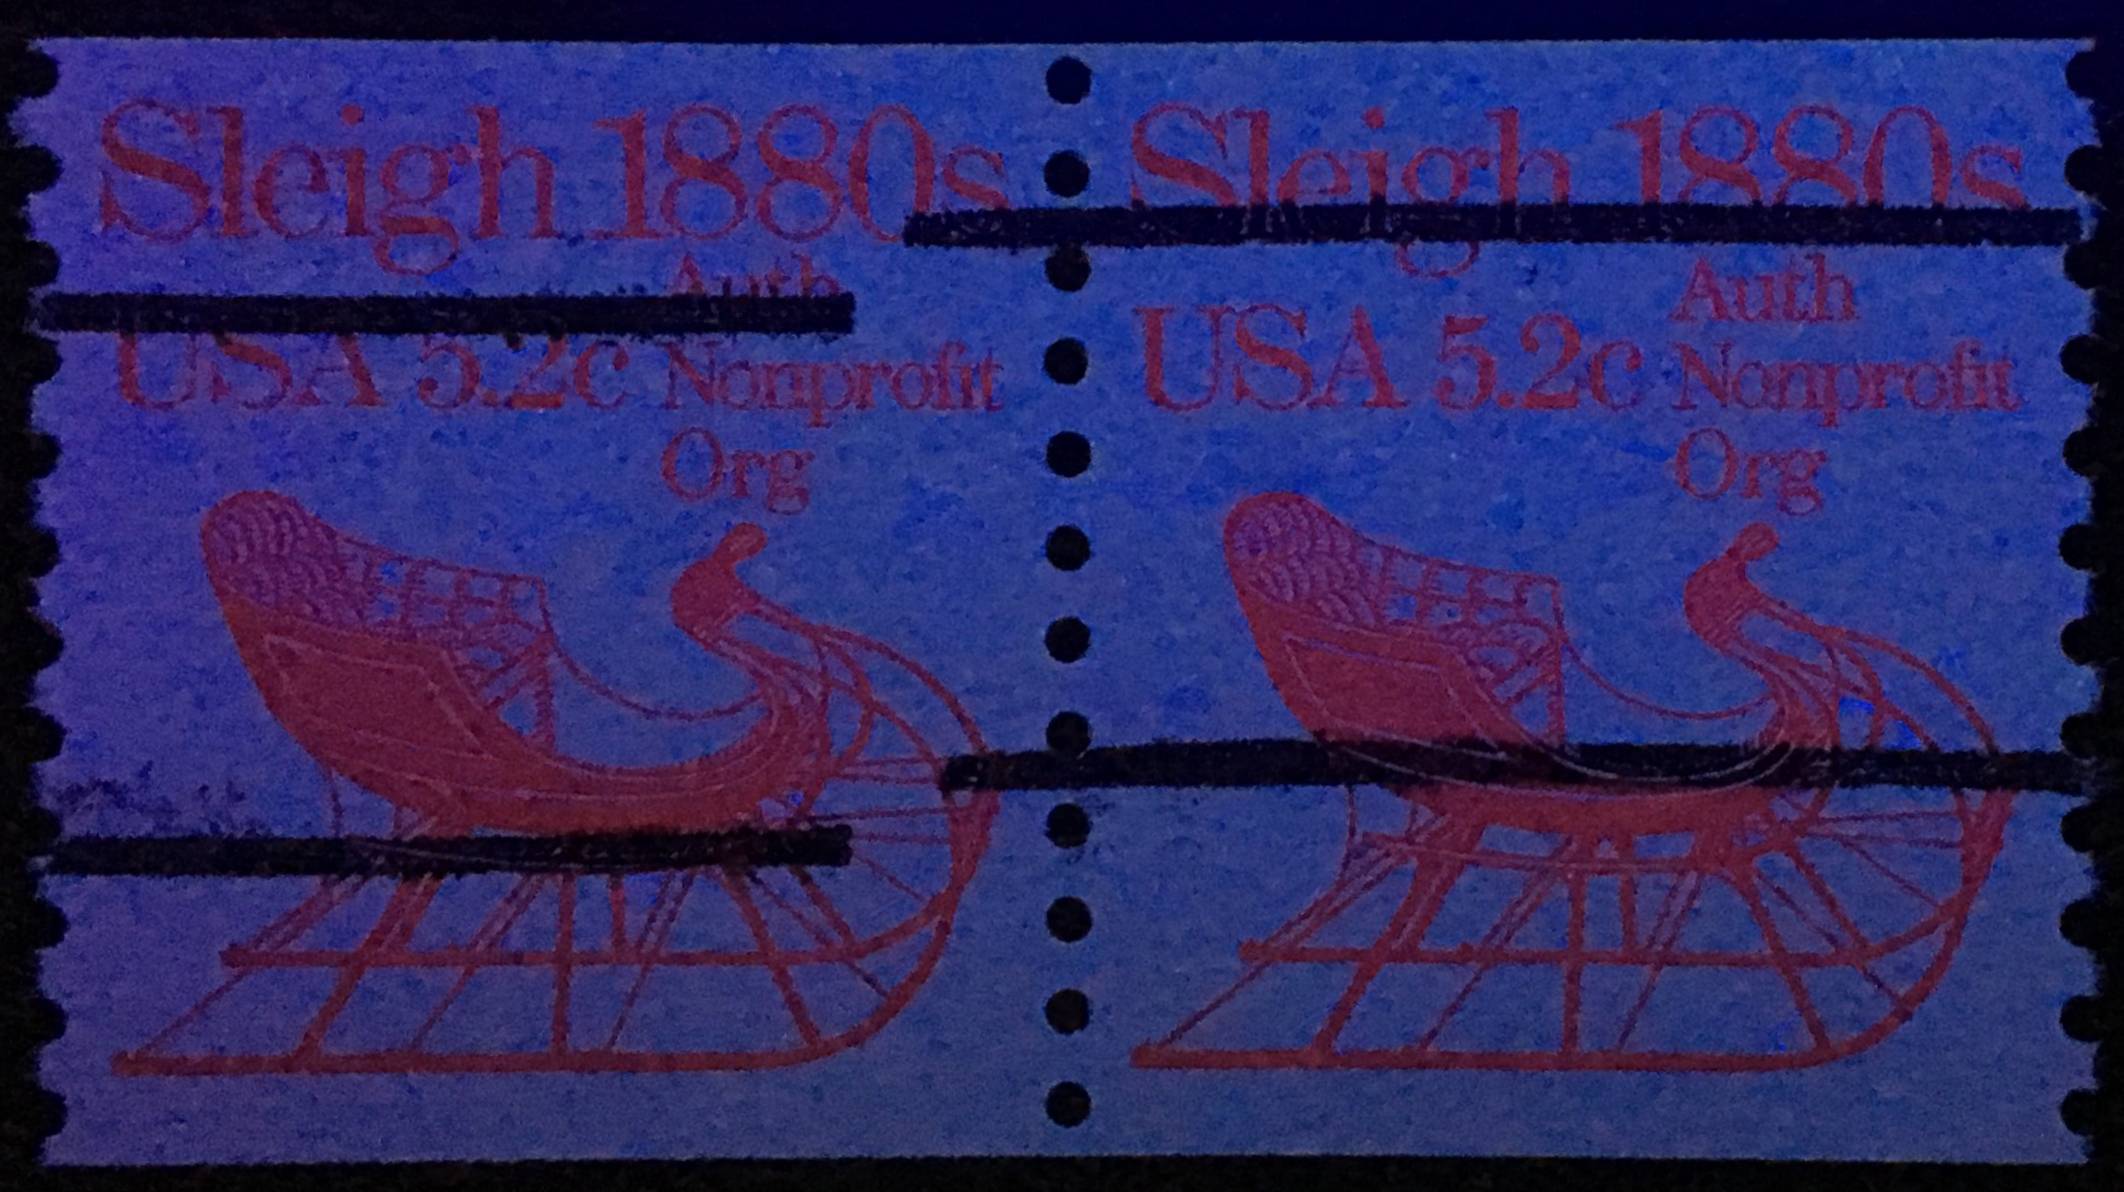 Sleigh 1880s
USA 5.2c Auth
Nonprofit
Org
Sleigh 1880s
USA 5.2c Auth
Nonprofit
Org